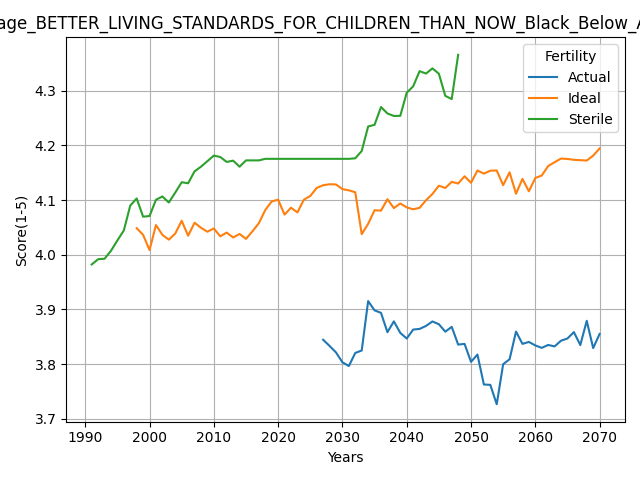 age_BETTER_LIVING_STANDARDS_FOR_CHILDREN_THAN_NOW_Black_Below_A
Fertility
Actual
Ideal
Sterile
Score(1-5)
4.3
4.2
4.1
4.0
3.9
3.8
3.7
1990 2000 2010 2020 2030 2040 2050 2060 2070
Years